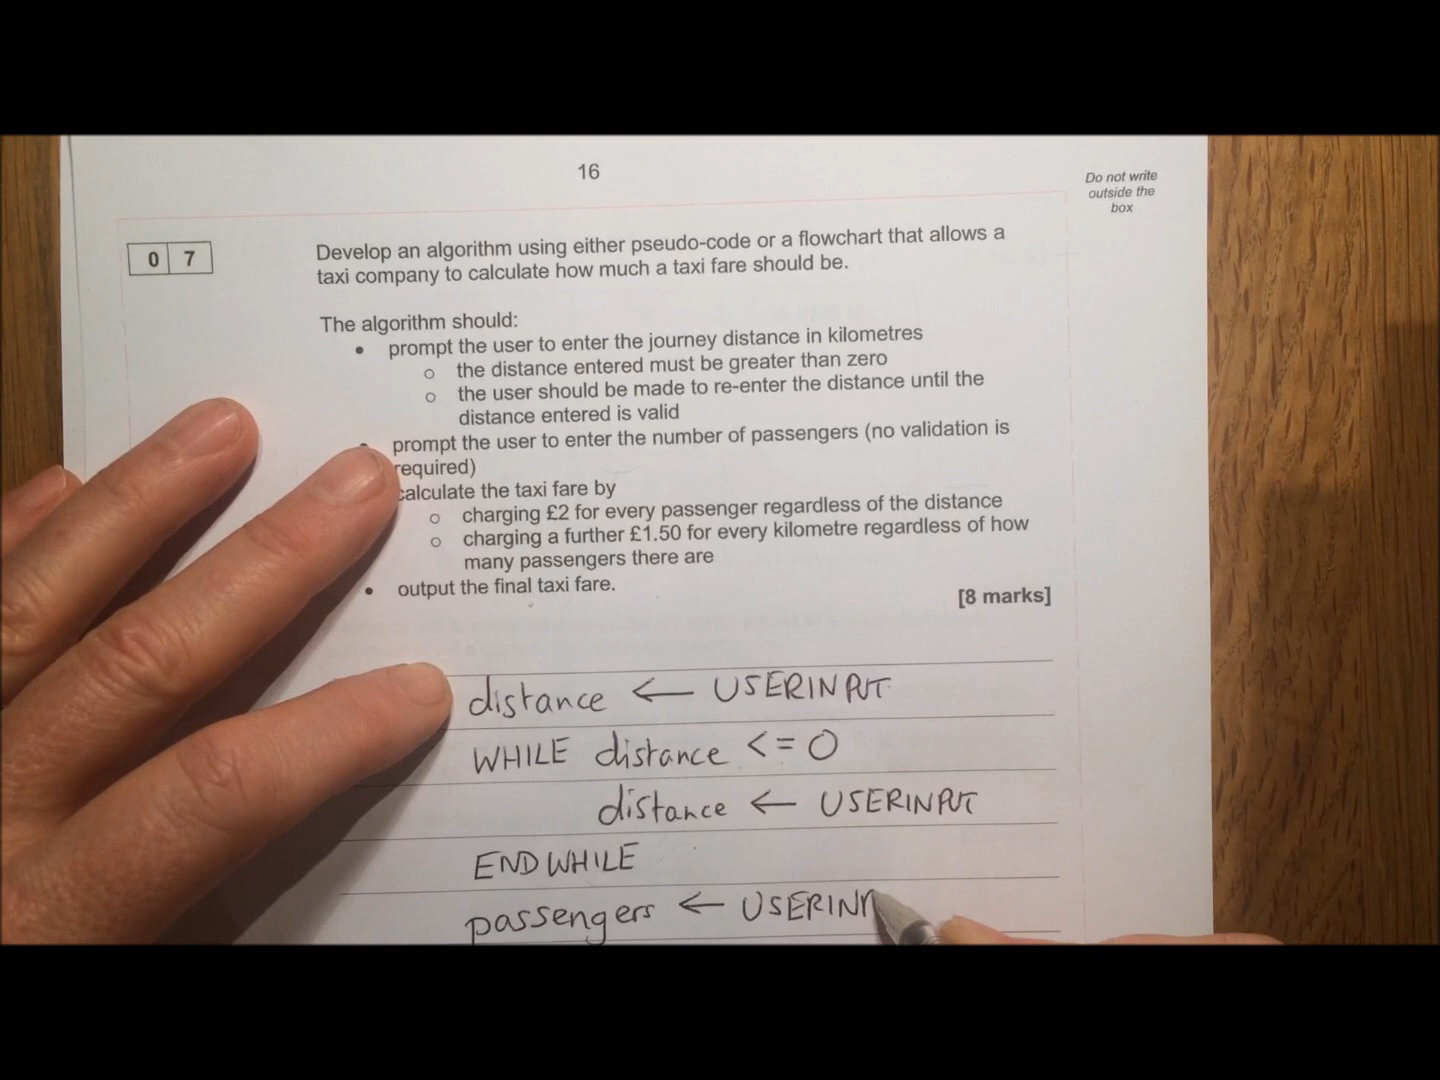 16
Do not write
outside the
box
0 7
Develop an algorithm using either pseudo-code or a flowchart that allows a
taxi company to calculate how much a taxi fare should be.
The algorithm should:
• prompt the user to enter the journey distance in kilometres
o the distance entered must be greater than zero
o the user should be made to re-enter the distance until the
distance entered is valid
• prompt the user to enter the number of passengers (no validation is
required)
calculate the taxi fare by
o charging £2 for every passenger regardless of the distance
o charging a further £1.50 for every kilometre regardless of how
many passengers there are
• output the final taxi fare.
[8 marks]
distance ← USERINPUT
WHILE distance <= 0
distance ← USERINPUT
ENDWHILE
passengers ← USERIN